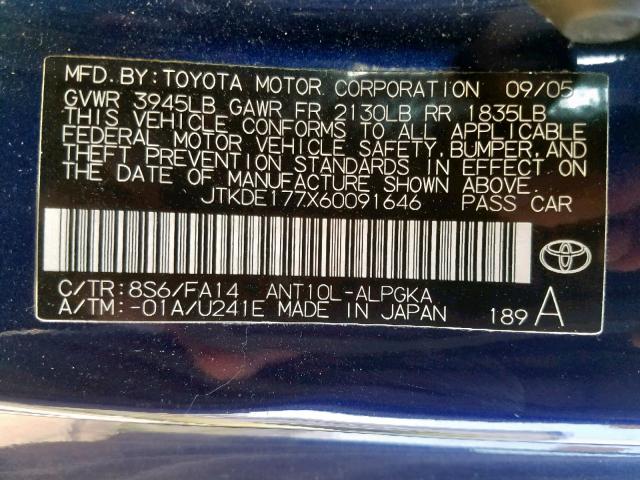 MFD. BY: TOYOTA MOTOR CORPORATION 09/05
GVWR 3945LB GAWR FR 2130LB RR 1835LB
THIS VEHICLE CONFORMS TO ALL APPLICABLE
FEDERAL MOTOR VEHICLE SAFETY, BUMPER, AND
THEFT PREVENTION STANDARDS IN EFFECT ON
THE DATE OF MANUFACTURE SHOWN ABOVE.
JTKDE177X60091646 PASS CAR
C/TR: 8S6/FA14 ANT10L-ALPGKA
A/TM: -01A/U241E MADE IN JAPAN 189 A